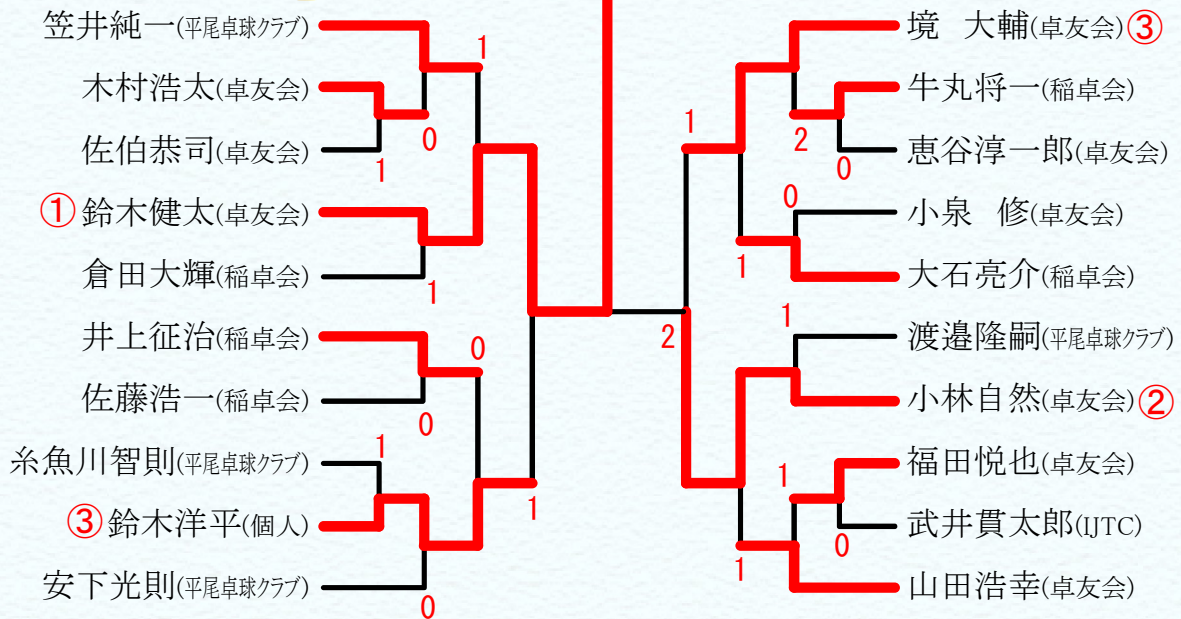 笠井純一(平尾卓球クラブ)
木村浩太(卓友会)
佐伯恭司(卓友会)
①鈴木健太(卓友会)
倉田大輝(稲卓会)
井上征治(稲卓会)
佐藤浩一(稲卓会)
糸魚川智則(平尾卓球クラブ)
③鈴木洋平(個人)
安下光則(平尾卓球クラブ)
1
0
1
1
0
0
1
1
0
境 大輔(卓友会)③
牛丸将一(稲卓会)
恵谷淳一郎(卓友会)
小泉 修(卓友会)
大石亮介(稲卓会)
渡邉隆嗣(平尾卓球クラブ)
小林自然(卓友会)②
福田悦也(卓友会)
武井貫太郎(IJTC)
山田浩幸(卓友会)
1
2
0
0
1
1
2
1
0
1